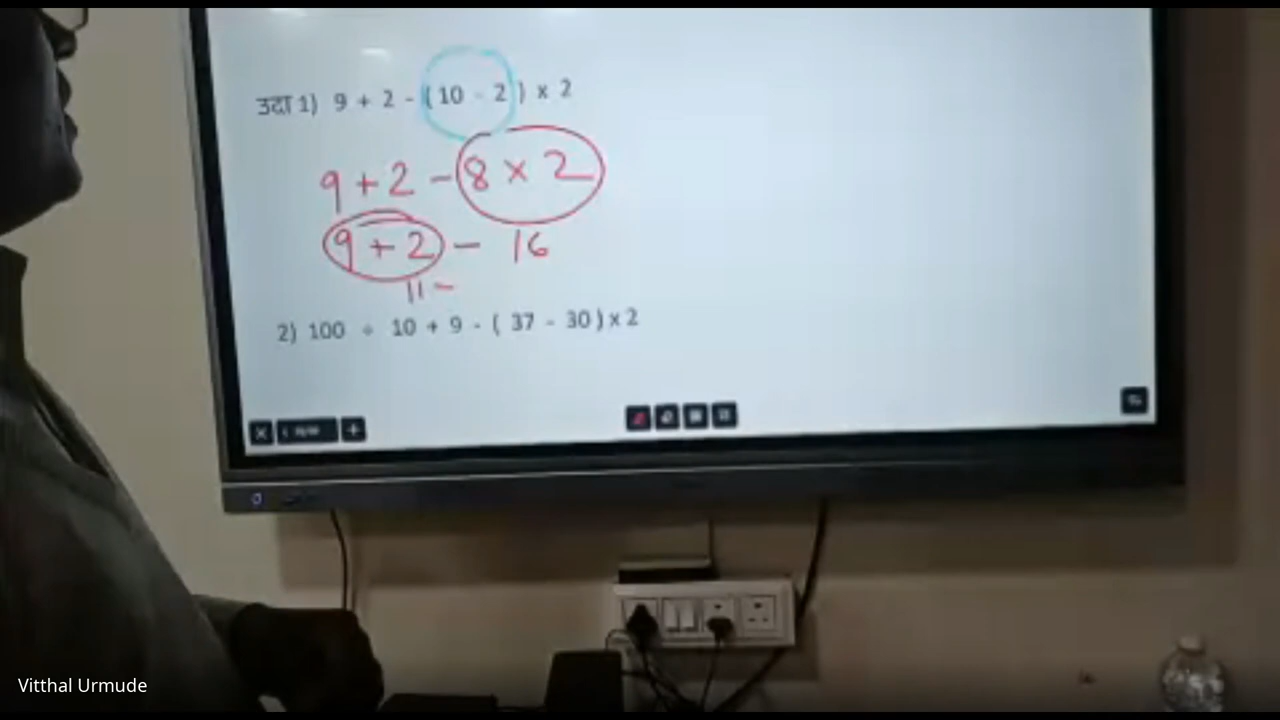 उदा 1) 9 + 2 - ( 10 - 2 ) x 2
9 + 2 - 8 × 2
9 + 2 - 16
11 -
2) 100 ÷ 10 + 9 - ( 37 - 30 ) x 2
Vitthal Urmude